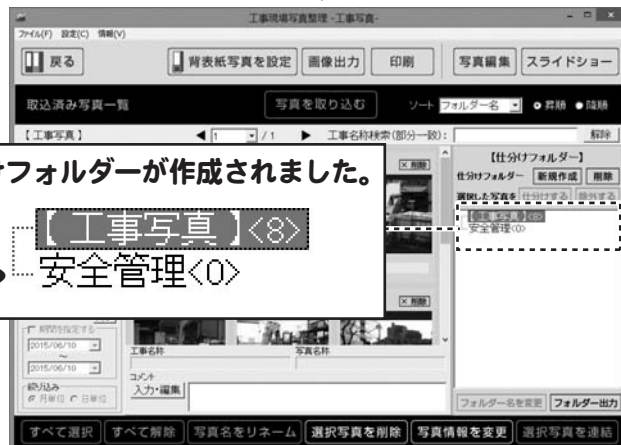 工事現場写真整理 -工事写真-
ファイル(F) 設定(C) 情報(V)
戻る 背表紙写真を設定 画像出力 印刷 写真編集 スライドショー
取込済み写真一覧 写真を取り込む ソート フォルダー名 昇順 降順
【工事写真】 ◀ 1 / 1 ▶ 工事名称検索(部分一致): 解除
フォルダーが作成されました。
【工事写真】<8>
安全管理<0>
× 削除
× 削除
【仕分けフォルダー】
仕分けフォルダー 新規作成 削除
選択した写真を 仕分けする 除外する
【工事写真】<8>
安全管理<0>
期間を指定する
2015/06/10
～
2015/06/10
絞り込み
月単位 日単位
工事名称 写真名称
コメント
入力・編集
フォルダー名を変更 フォルダー出力
すべて選択 すべて解除 写真名をリネーム 選択写真を削除 写真情報を変更 選択写真を連結